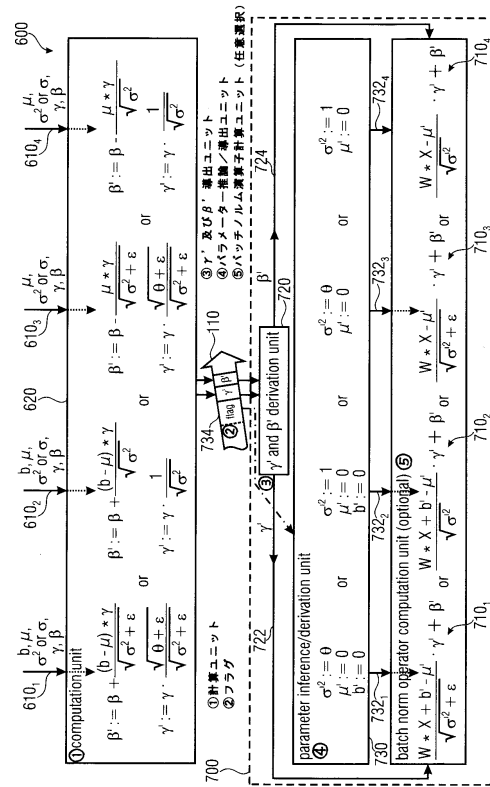 600
610₁ b, μ, σ² or σ, γ, β
610₂ b, μ, σ² or σ, γ, β
610₃ μ, σ² or σ, γ, β
610₄ μ, σ² or σ, γ, β
620
①computation unit
β' := β + (b-μ) * γ / √(σ² + ε) or β' := β + (b-μ) * γ / √σ² or β' := β - μ * γ / √(σ² + ε) or β' := β - μ * γ / √σ²
γ' := γ · √(θ + ε) / √(σ² + ε) γ' := γ · 1 / √σ² γ' := γ · √(θ + ε) / √(σ² + ε) γ' := γ · 1 / √σ²
①計算ユニット
②フラグ
③γ' 及びβ' 導出ユニット
④パラメーター推論/導出ユニット
⑤バッチノルム演算子計算ユニット(任意選択)
734
② flag γ' β'
110
700
722
γ'
③
γ' and β' derivation unit
720
β'
724
parameter inference/derivation unit
④
σ'² := θ or σ'² := 1 or σ'² := θ or σ'² := 1
μ' := 0 μ' := 0 μ' := 0 μ' := 0
b' := 0 b' := 0
730
732₁ 732₂ 732₃ 732₄
batch norm operator computation unit (optional) ⑤
W * X + b' - μ' / √(σ'² + ε) · γ' + β' or W * X + b' - μ' / √σ'² · γ' + β' or W * X - μ' / √(σ'² + ε) · γ' + β' or W * X - μ' / √σ'² · γ' + β'
710₁ 710₂ 710₃ 710₄